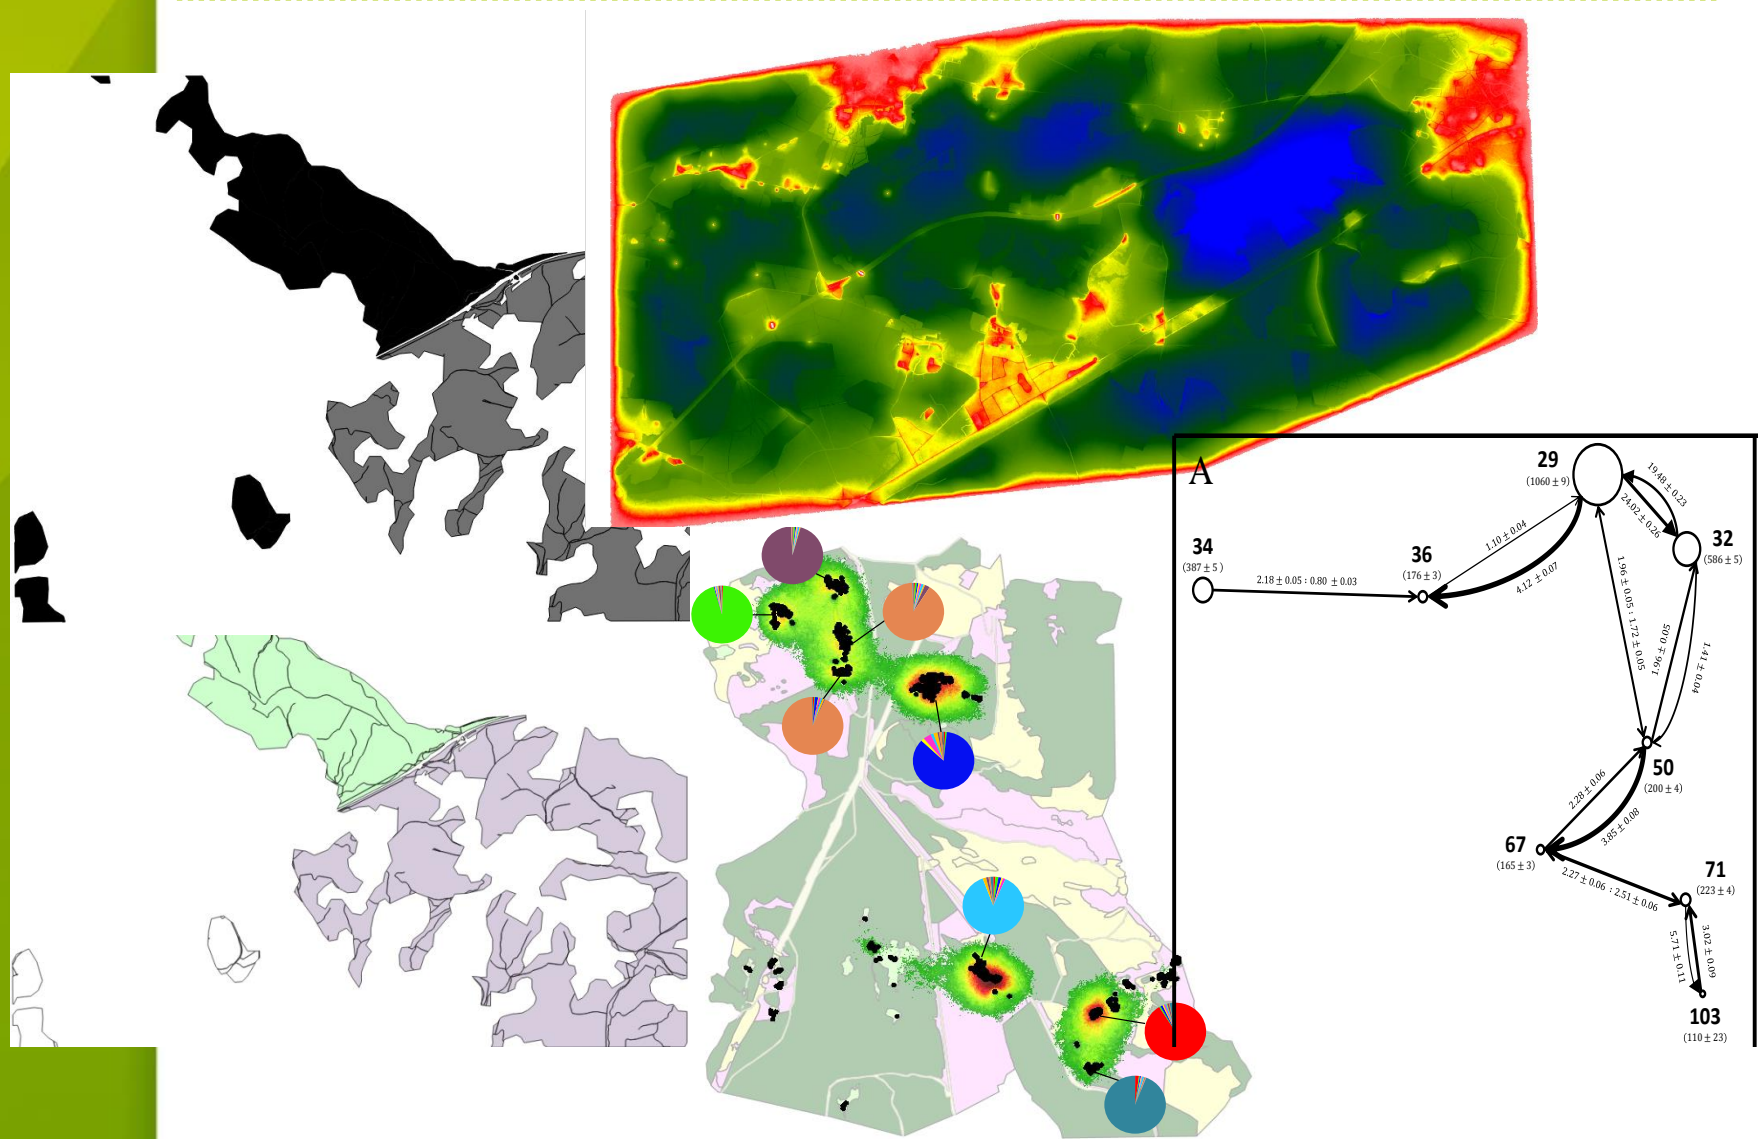 A
29
(1060 ± 9)
19.48 ± 0.23
24.02 ± 0.26
32
(586 ± 5)
34
(387 ± 5 )
36
(176 ± 3)
1.10 ± 0.04
4.12 ± 0.07
2.18 ± 0.05 : 0.80 ± 0.03
1.96 ± 0.05 : 1.72 ± 0.05
1.96 ± 0.05
1.41 ± 0.04
50
(200 ± 4)
2.28 ± 0.06
3.85 ± 0.08
67
(165 ± 3)
2.27 ± 0.06 : 2.51 ± 0.06
71
(223 ± 4)
5.71 ± 0.11
3.02 ± 0.09
103
(110 ± 23)